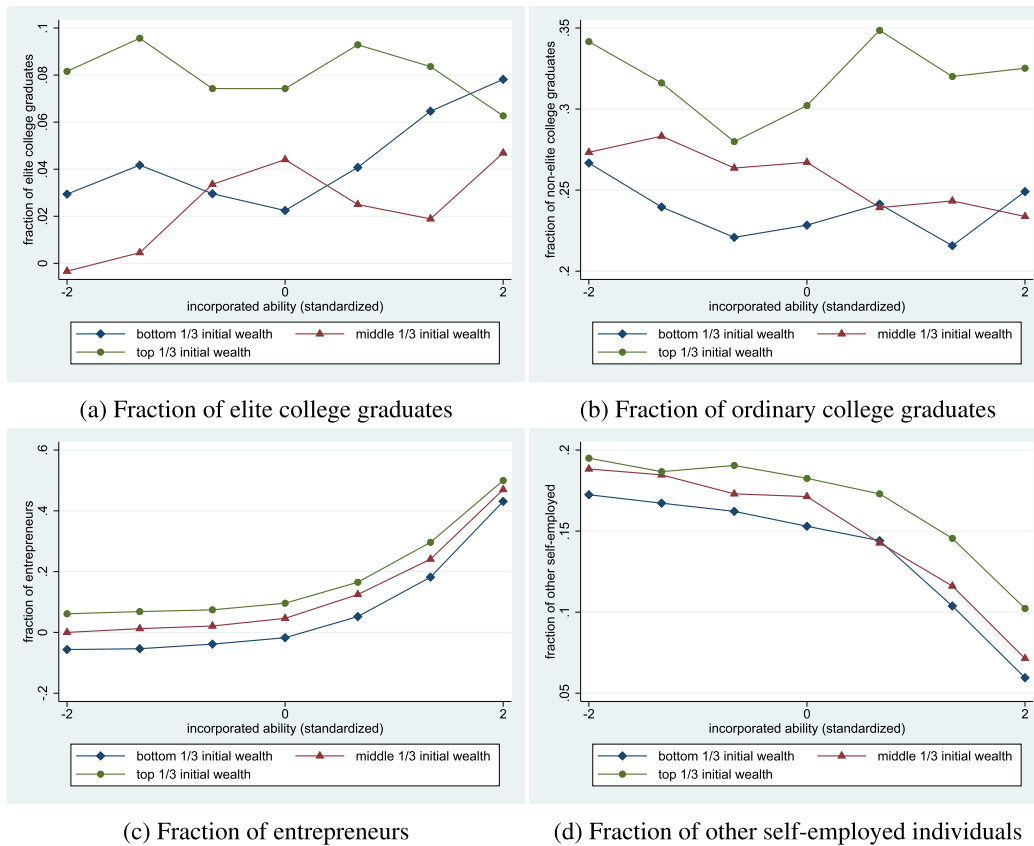 fraction of elite college graduates
.1
.08
.06
.04
.02
0
-2
0
2
incorporated ability (standardized)
bottom 1/3 initial wealth
middle 1/3 initial wealth
top 1/3 initial wealth
(a) Fraction of elite college graduates
fraction of non-elite college graduates
.35
.3
.25
.2
-2
0
2
incorporated ability (standardized)
bottom 1/3 initial wealth
middle 1/3 initial wealth
top 1/3 initial wealth
(b) Fraction of ordinary college graduates
fraction of entrepreneurs
.6
.4
.2
0
-.2
-2
0
2
incorporated ability (standardized)
bottom 1/3 initial wealth
middle 1/3 initial wealth
top 1/3 initial wealth
(c) Fraction of entrepreneurs
fraction of other self-employed
.2
.15
.1
.05
-2
0
2
incorporated ability (standardized)
bottom 1/3 initial wealth
middle 1/3 initial wealth
top 1/3 initial wealth
(d) Fraction of other self-employed individuals